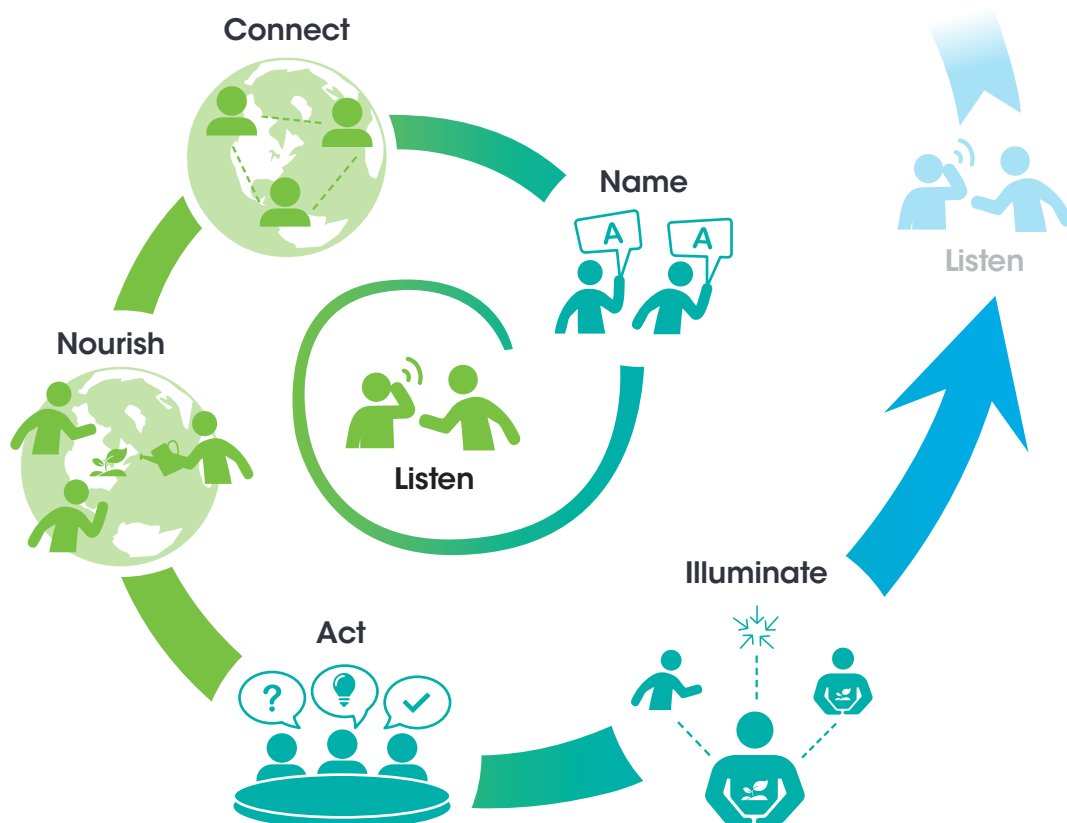 Connect
Name
A
A
Listen
Nourish
Listen
Illuminate
Act
?